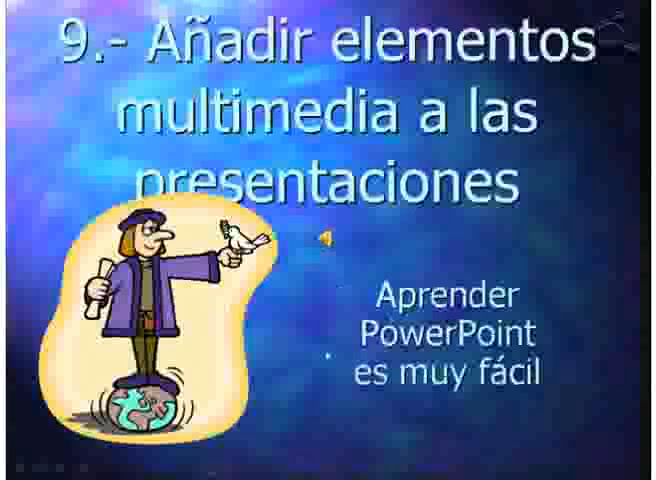 9.- Añadir elementos
multimedia a las
presentaciones
Aprender
PowerPoint
es muy fácil